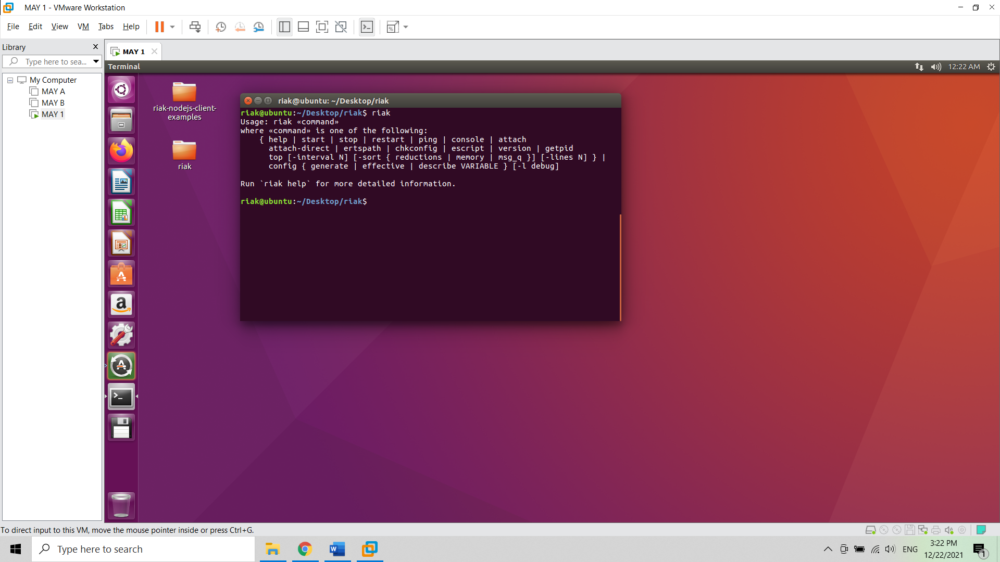 MAY 1 - VMware Workstation
File Edit View VM Tabs Help
Library
Type here to sea...
My Computer
MAY A
MAY B
MAY 1
MAY 1
Terminal
12:22 AM
riak-nodejs-client-
examples
riak
riak@ubuntu: ~/Desktop/riak
riak@ubuntu:~/Desktop/riak$ riak
Usage: riak «command»
where «command» is one of the following:
{ help | start | stop | restart | ping | console | attach
attach-direct | ertspath | chkconfig | escript | version | getpid
top [-interval N] [-sort { reductions | memory | msg_q }] [-lines N] } |
config { generate | effective | describe VARIABLE } [-l debug]
Run `riak help` for more detailed information.
riak@ubuntu:~/Desktop/riak$
To direct input to this VM, move the mouse pointer inside or press Ctrl+G.
Type here to search
ENG
3:22 PM
12/22/2021
1